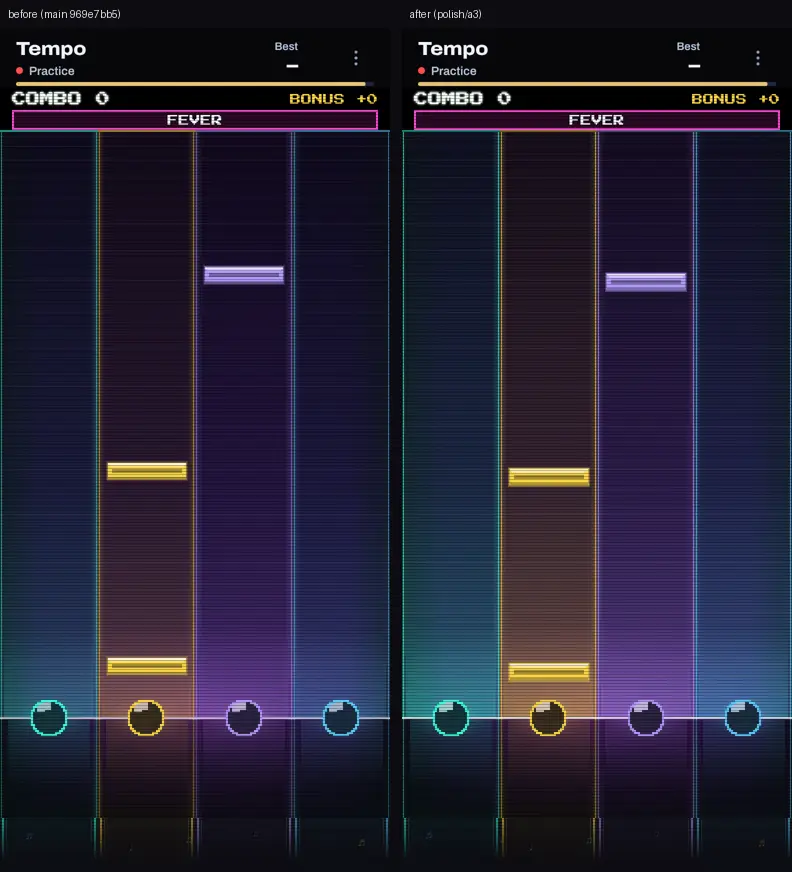 before (main 969e7bb5)
Tempo
Best
Practice
–
COMBO 0
BONUS +0
FEVER
after (polish/a3)
Tempo
Best
Practice
–
COMBO 0
BONUS +0
FEVER